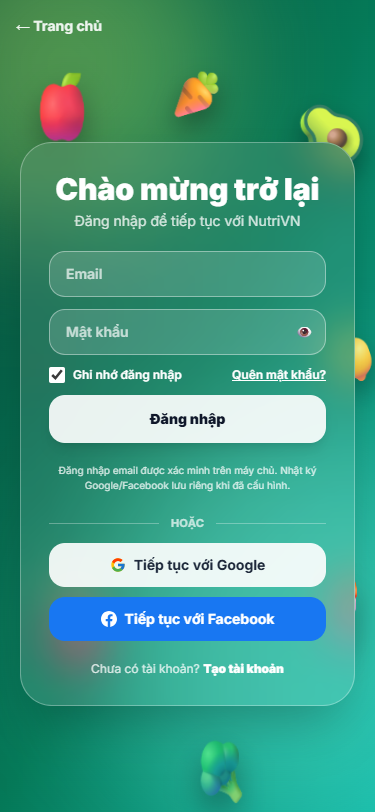 ← Trang chủ
Chào mừng trở lại
Đăng nhập để tiếp tục với NutriVN
Email
Mật khẩu
Ghi nhớ đăng nhập
Quên mật khẩu?
Đăng nhập
Đăng nhập email được xác minh trên máy chủ. Nhật ký
Google/Facebook lưu riêng khi đã cấu hình.
HOẶC
Tiếp tục với Google
Tiếp tục với Facebook
Chưa có tài khoản? Tạo tài khoản